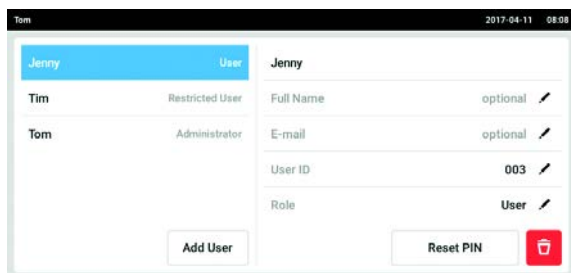 Tom 2017-04-11 08:08
Jenny User
Tim Restricted User
Tom Administrator
Add User
Jenny
Full Name optional
E-mail optional
User ID 003
Role User
Reset PIN